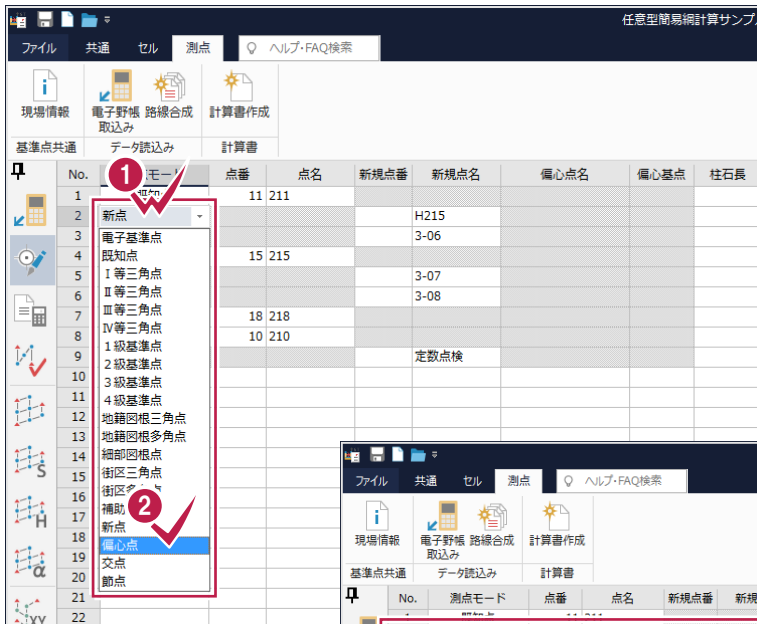 任意型簡易網計算サンプ
ファイル 共通 セル 測点 ヘルプ・FAQ検索
現場情報 電子野帳取込み 路線合成 計算書作成
基準点共通 データ読込み 計算書
No. モード 点番 点名 新規点番 新規点名 偏心点名 偏心基点 柱石長
1 11 211
2 新点 H215
3 電子基準点 3-06
4 既知点 15 215
5 Ⅰ等三角点 3-07
6 Ⅱ等三角点 3-08
7 Ⅲ等三角点 18 218
8 Ⅳ等三角点 10 210
9 1級基準点 定数点検
10 2級基準点
11 3級基準点
12 4級基準点
地籍図根三角点
13 地籍図根多角点
14 細部図根点
15 街区三角点
16 街区
17 補助
新点
18 偏心点
19 交点
20 節点
21
22
1
2
S
H
α
XY
ファイル 共通 セル 測点 ヘルプ・FAQ検索
現場情報 電子野帳取込み 路線合成 計算書作成
基準点共通 データ読込み 計算書
No. 測点モード 点番 点名 新規点番 新規